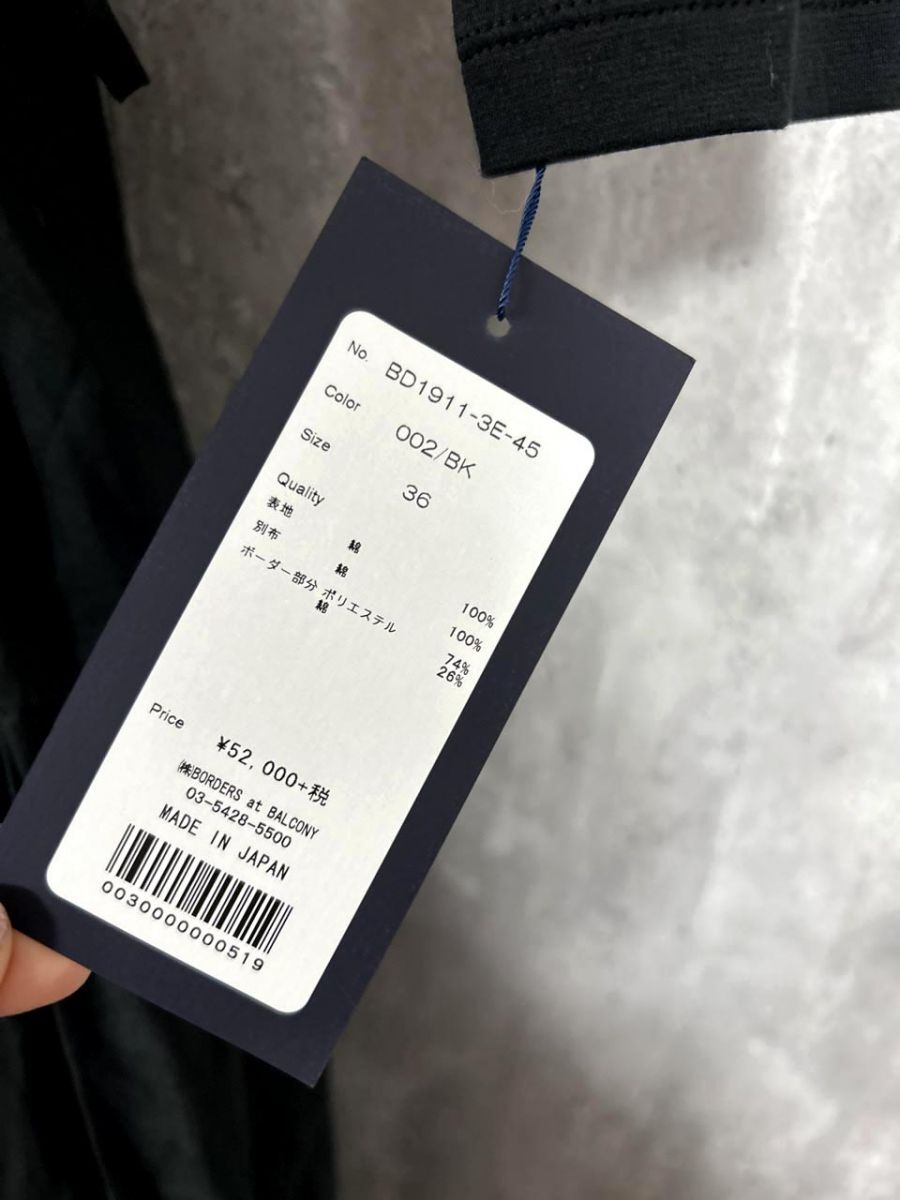 No. BD1911-3E-45
Color 002/BK
Size 36
Quality
表地 綿 100%
別布 綿 100%
ボーダー部分 ポリエステル 74%
綿 26%
Price ¥52,000+税
㈱BORDERS at BALCONY
03-5428-5500
MADE IN JAPAN
0030000000519